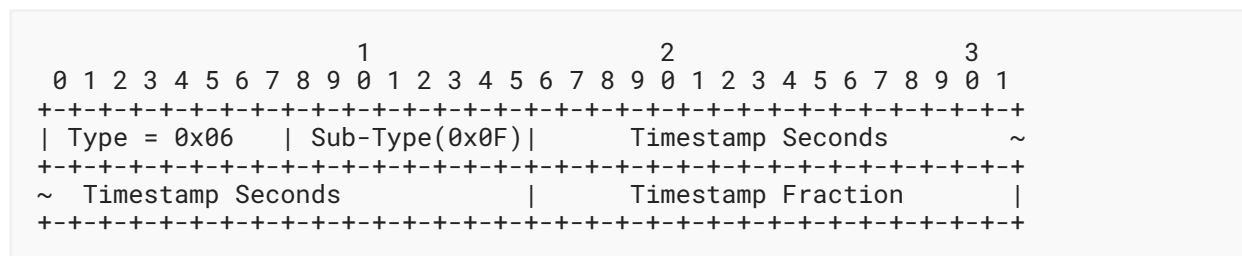 1                   2                   3
 0 1 2 3 4 5 6 7 8 9 0 1 2 3 4 5 6 7 8 9 0 1 2 3 4 5 6 7 8 9 0 1
+-+-+-+-+-+-+-+-+-+-+-+-+-+-+-+-+-+-+-+-+-+-+-+-+-+-+-+-+-+-+-+-+
| Type = 0x06   | Sub-Type(0x0F)|      Timestamp Seconds        ~
+-+-+-+-+-+-+-+-+-+-+-+-+-+-+-+-+-+-+-+-+-+-+-+-+-+-+-+-+-+-+-+-+
~  Timestamp Seconds            |      Timestamp Fraction       |
+-+-+-+-+-+-+-+-+-+-+-+-+-+-+-+-+-+-+-+-+-+-+-+-+-+-+-+-+-+-+-+-+